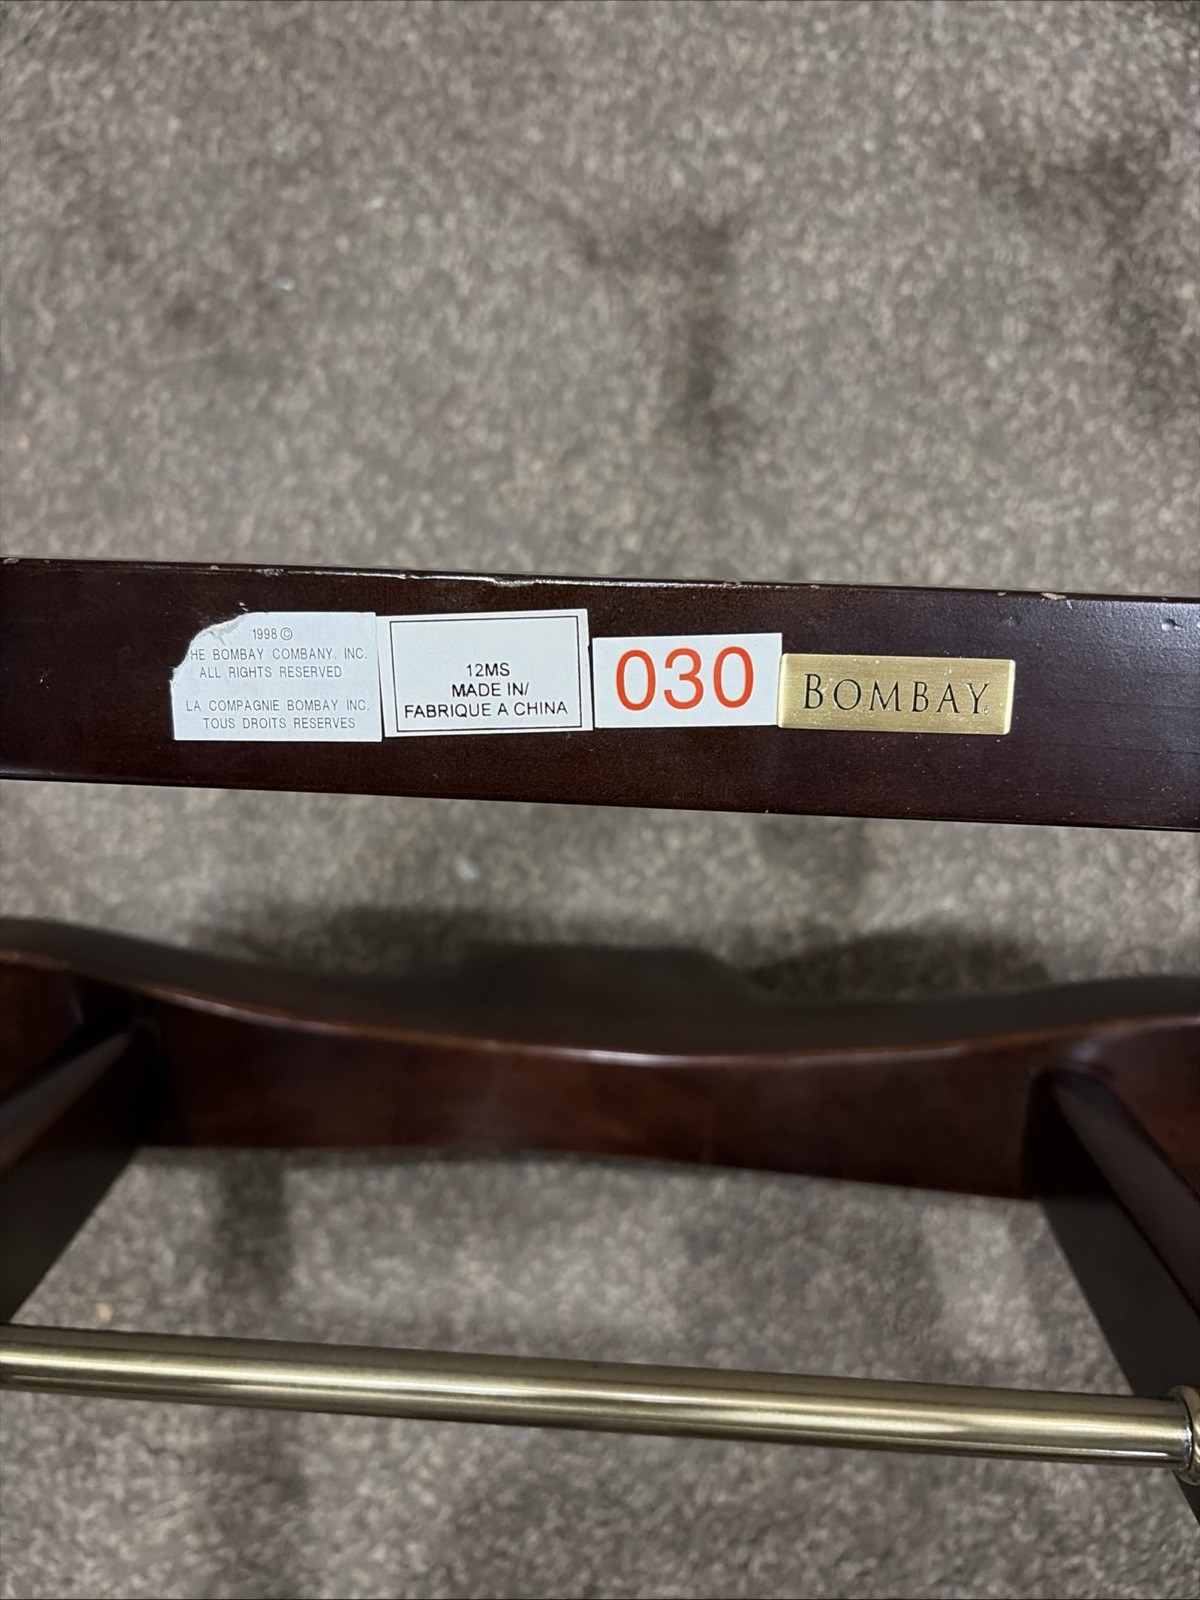 1998 ©
HE BOMBAY COMBANY. INC.
ALL RIGHTS RESERVED
LA COMPAGNIE BOMBAY INC.
TOUS DROITS RESERVES
12MS
MADE IN/
FABRIQUE A CHINA
030
BOMBAY®